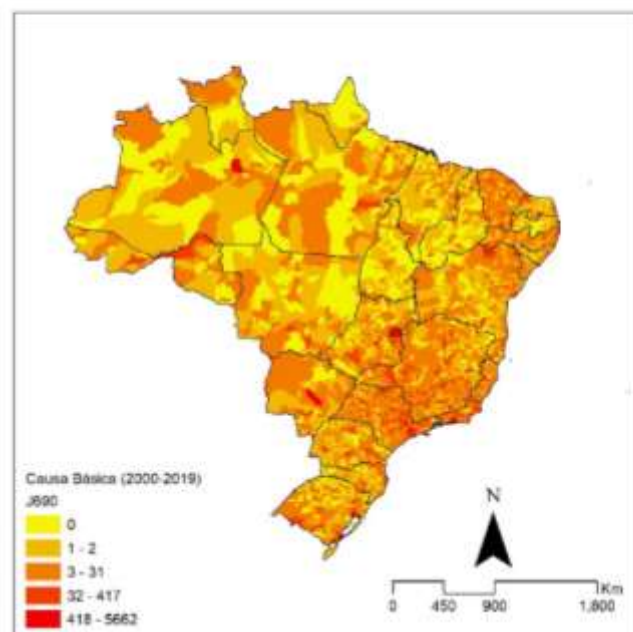 Causa Básica (2000-2019)
J690
0
1 - 2
3 - 31
32 - 417
418 - 5662
N
Km
0 450 900 1,800